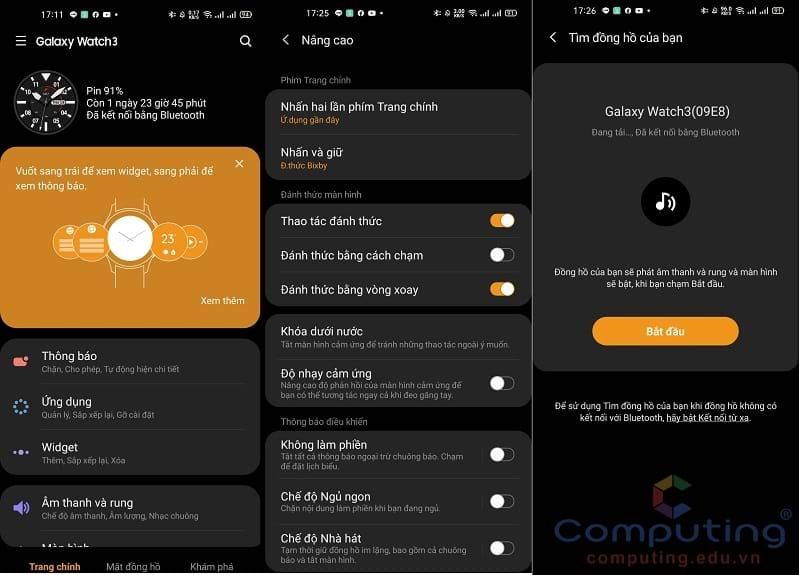 17:11
0.17 KB/S
94
Galaxy Watch3
Pin 91%
Còn 1 ngày 23 giờ 45 phút
Đã kết nối bằng Bluetooth
Vuốt sang trái để xem widget, sang phải để
xem thông báo.
23°
Xem thêm
Thông báo
Chặn, Cho phép, Tự động hiện chi tiết
Ứng dụng
Quản lý, Sắp xếp lại, Gỡ cài đặt
Widget
Thêm, Sắp xếp lại, Xóa
Âm thanh và rung
Chế độ âm thanh, Âm lượng, Nhạc chuông
Màn hình
Trang chính
Mặt đồng hồ
Khám phá
17:25
2.00 KB/S
91
Nâng cao
Phím Trang chính
Nhấn hai lần phím Trang chính
Ứ.dụng gần đây
Nhấn và giữ
Đ.thức Bixby
Đánh thức màn hình
Thao tác đánh thức
Đánh thức bằng cách chạm
Đánh thức bằng vòng xoay
Khóa dưới nước
Tắt màn hình cảm ứng để tránh những thao tác ngoài ý muốn.
Độ nhạy cảm ứng
Nâng cao độ phản hồi của màn hình cảm ứng để
bạn có thể tương tác ngay cả khi đeo găng tay.
Thông báo điều khiển
Không làm phiền
Tắt tất cả thông báo ngoại trừ chuông báo. Chạm
để đặt lịch biểu.
Chế độ Ngủ ngon
Chặn nội dung làm phiền khi bạn đang ngủ.
Chế độ Nhà hát
Tạm thời giữ đồng hồ im lặng, bao gồm cả chuông
báo và tắt màn hình.
17:26
91
Tìm đồng hồ của bạn
Galaxy Watch3(09E8)
Đang tải..., Đã kết nối bằng Bluetooth
Đồng hồ của bạn sẽ phát âm thanh và rung và màn hình
sẽ bật, khi bạn chạm Bắt đầu.
Bắt đầu
Để sử dụng Tìm đồng hồ của bạn khi đồng hồ không có
kết nối với Bluetooth, hãy bật Kết nối từ xa.
Computing®
computing.edu.vn